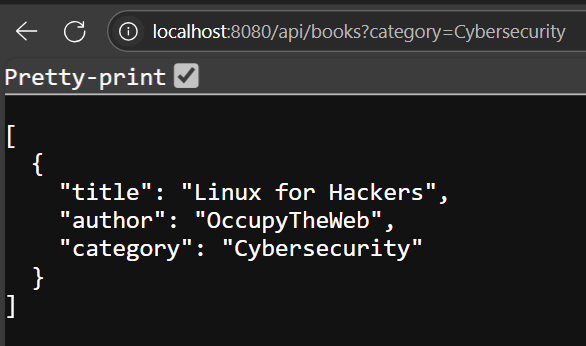 localhost:8080/api/books?category=Cybersecurity
Pretty-print
[
  {
    "title": "Linux for Hackers",
    "author": "OccupyTheWeb",
    "category": "Cybersecurity"
  }
]